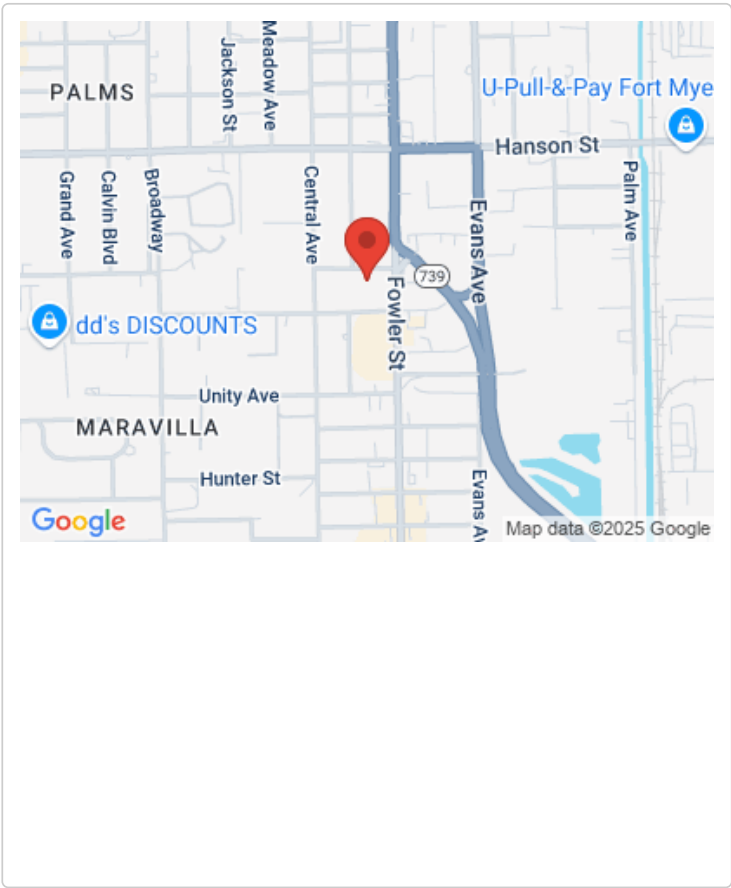 Jackson St
Meadow Ave
PALMS
U-Pull-&-Pay Fort Mye
Hanson St
Grand Ave
Calvin Blvd
Broadway
Central Ave
Evans Ave
Palm Ave
739
Fowler St
dd's DISCOUNTS
Unity Ave
MARAVILLA
Hunter St
Evans Av
Google
Map data ©2025 Google